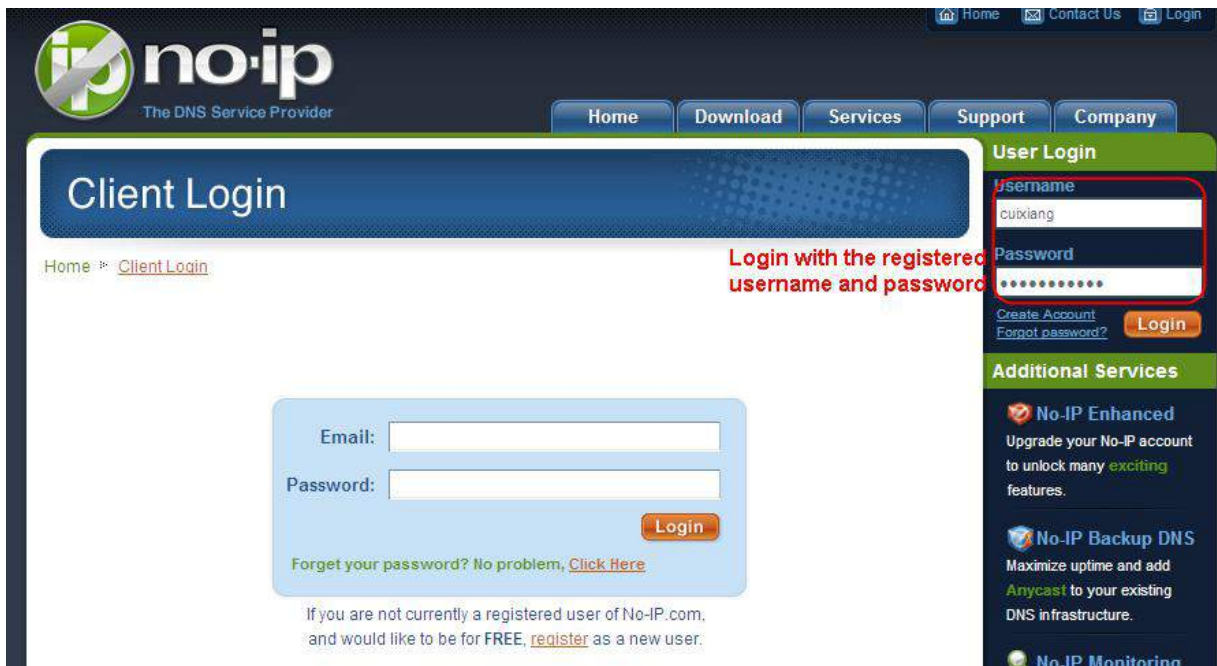 Home Contact Us Login
ip no·ip
The DNS Service Provider
Home Download Services Support Company
Client Login
Home Client Login
Login with the registered
username and password
User Login
Username
cuixiang
Password
•••••••••••
Create Account
Forgot password?
Login
Additional Services
No-IP Enhanced
Upgrade your No-IP account
to unlock many exciting
features.
No-IP Backup DNS
Maximize uptime and add
Anycast to your existing
DNS infrastructure.
No-IP Monitoring
Email:
Password:
Login
Forget your password? No problem, Click Here
If you are not currently a registered user of No-IP.com,
and would like to be for FREE, register as a new user.